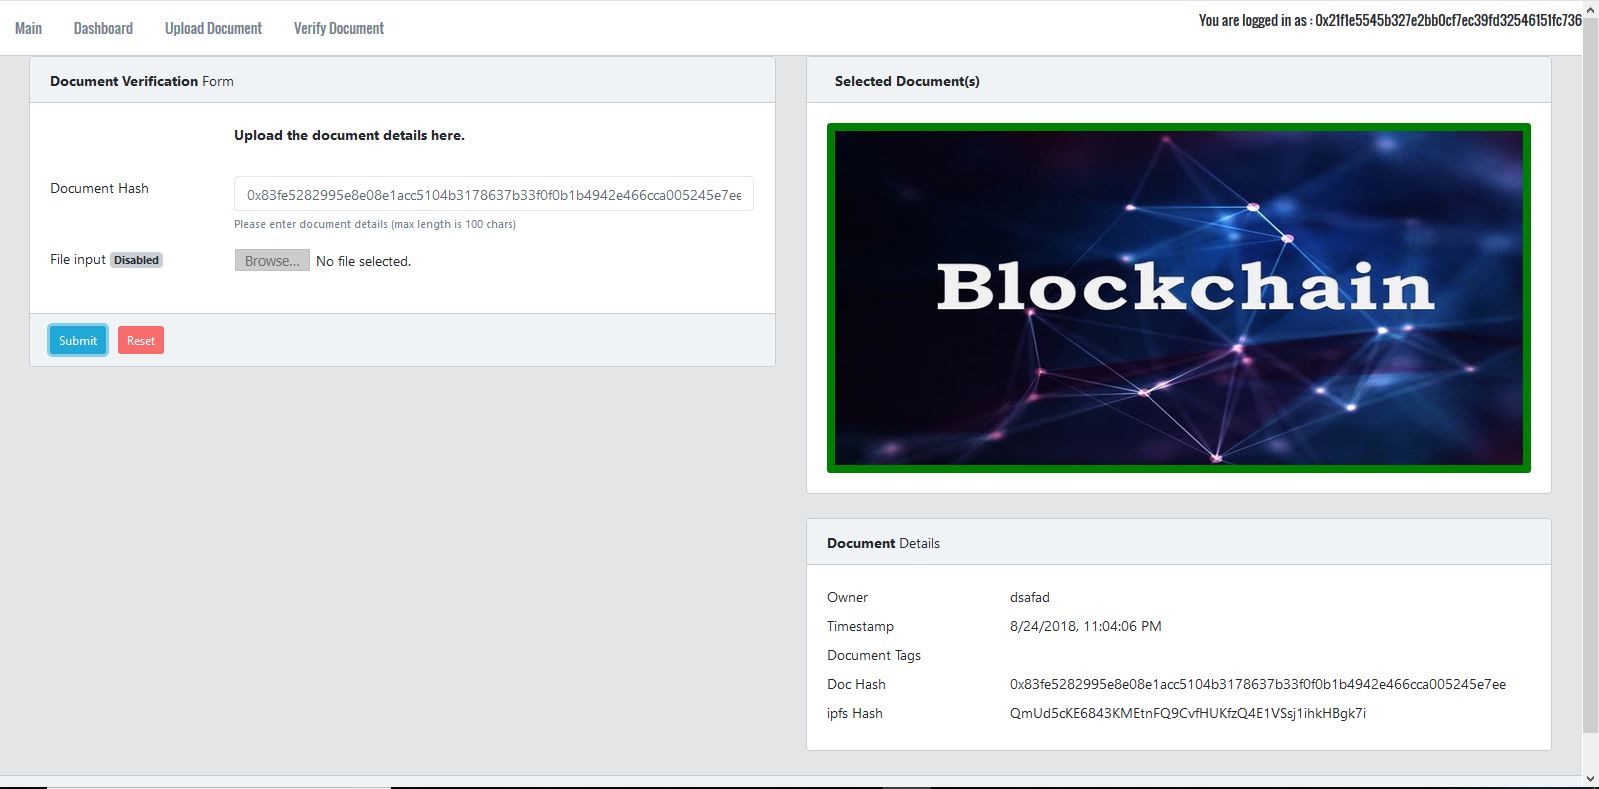 Main Dashboard Upload Document Verify Document
You are logged in as : 0x21f1e5545b327e2bb0cf7ec39fd32546151fc736
Document Verification Form
Upload the document details here.
Document Hash 0x83fe5282995e8e08e1acc5104b3178637b33f0f0b1b4942e466cca005245e7ee
Please enter document details (max length is 100 chars)
File input Disabled Browse... No file selected.
Submit Reset
Selected Document(s)
Blockchain
Document Details
Owner dsafad
Timestamp 8/24/2018, 11:04:06 PM
Document Tags
Doc Hash 0x83fe5282995e8e08e1acc5104b3178637b33f0f0b1b4942e466cca005245e7ee
ipfs Hash QmUd5cKE6843KMEtnFQ9CvfHUKfzQ4E1VSsj1ihkHBgk7i